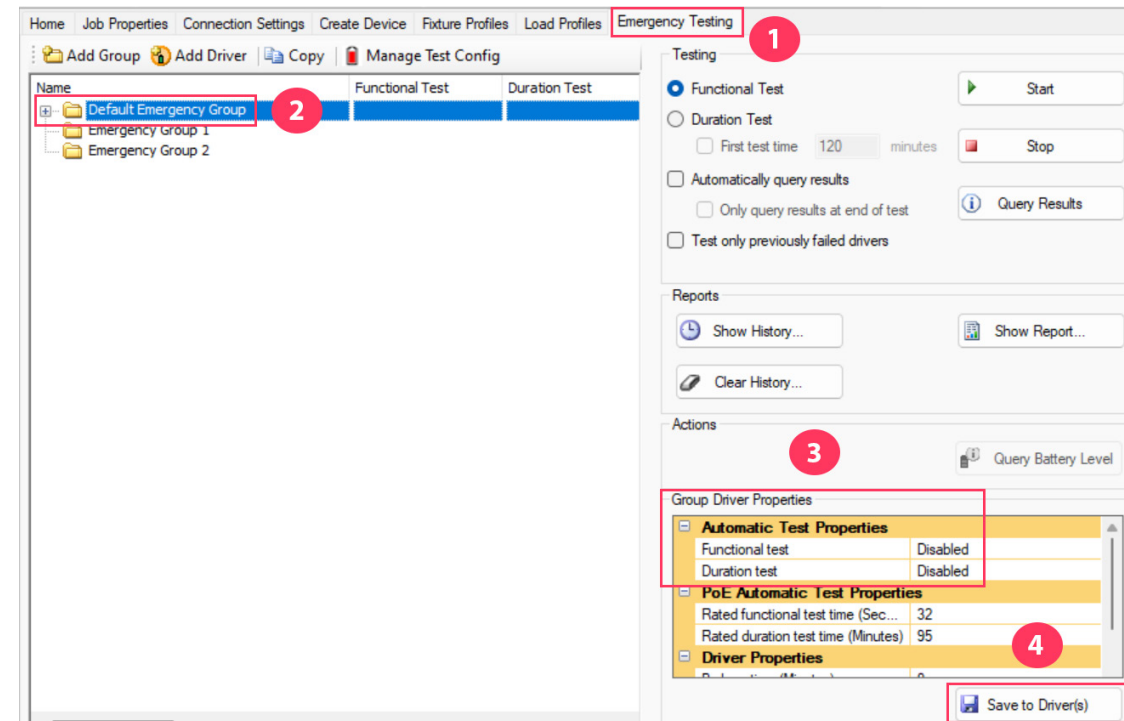 Home Job Properties Connection Settings Create Device Fixture Profiles Load Profiles Emergency Testing
1
Add Group Add Driver Copy Manage Test Config
Name Functional Test Duration Test
Default Emergency Group
2
Emergency Group 1
Emergency Group 2
Testing
Functional Test
Start
Duration Test
First test time 120 minutes
Stop
Automatically query results
Only query results at end of test
Query Results
Test only previously failed drivers
Reports
Show History...
Show Report...
Clear History...
Actions
3
Query Battery Level
Group Driver Properties
Automatic Test Properties
Functional test Disabled
Duration test Disabled
PoE Automatic Test Properties
Rated functional test time (Sec... 32
Rated duration test time (Minutes) 95
4
Driver Properties
Save to Driver(s)